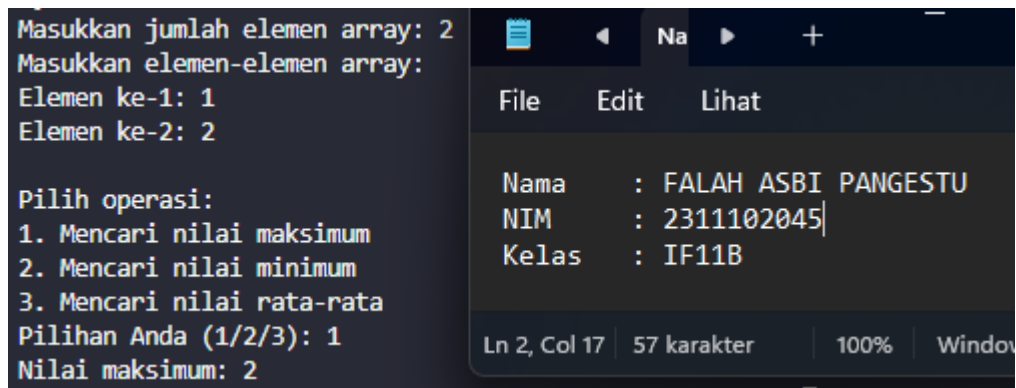 Masukkan jumlah elemen array: 2
Masukkan elemen-elemen array:
Elemen ke-1: 1
Elemen ke-2: 2
Pilih operasi:
1. Mencari nilai maksimum
2. Mencari nilai minimum
3. Mencari nilai rata-rata
Pilihan Anda (1/2/3): 1
Nilai maksimum: 2
Na
File Edit Lihat
Nama : FALAH ASBI PANGESTU
NIM : 2311102045
Kelas : IF11B
Ln 2, Col 17 57 karakter 100%